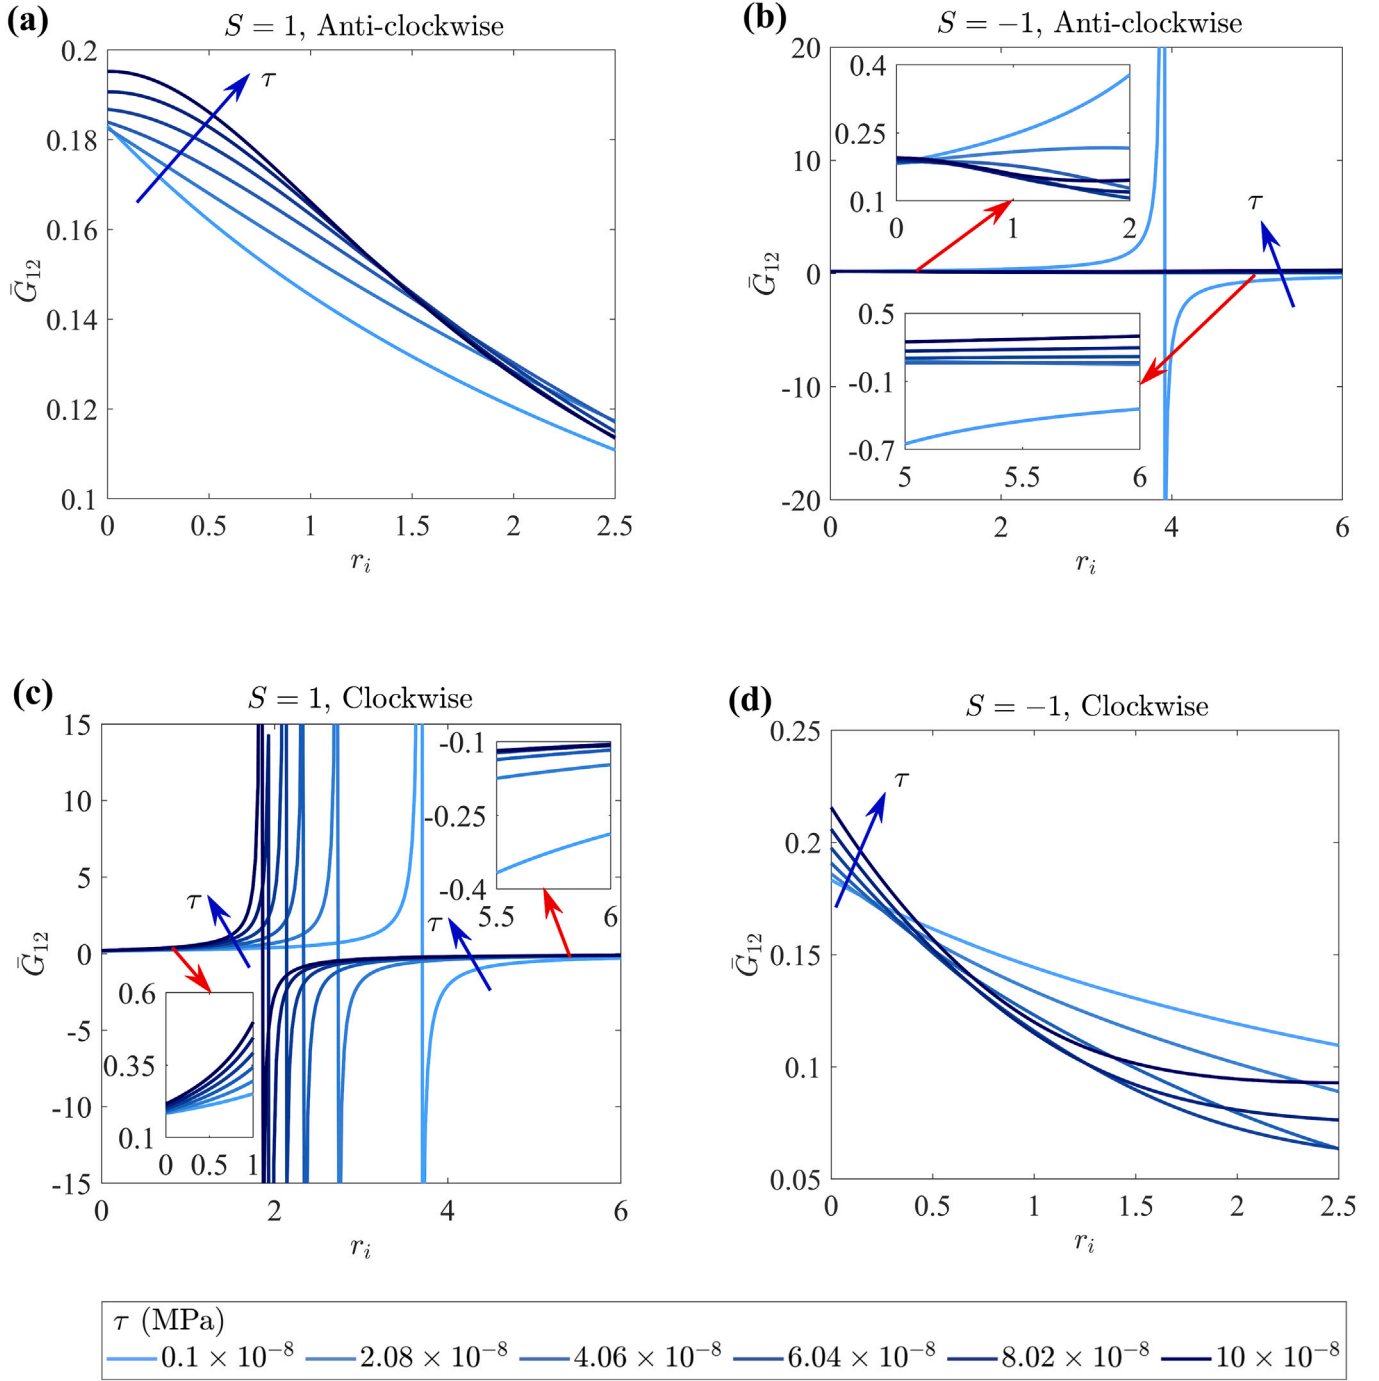 (a)
S = 1, Anti-clockwise
0.2
0.18
0.16
0.14
0.12
0.1
Ḡ12
τ
0 0.5 1 1.5 2 2.5
ri
(b)
S = −1, Anti-clockwise
20
10
0
-10
-20
Ḡ12
0.4
0.25
0.1
0 1 2
τ
0.5
-0.1
-0.7
5 5.5 6
0 2 4 6
ri
(c)
S = 1, Clockwise
15
10
5
0
-5
-10
-15
Ḡ12
-0.1
-0.25
-0.4
5.5 6
τ
τ
0.6
0.35
0.1
0 0.5 1
0 2 4 6
ri
(d)
S = −1, Clockwise
0.25
0.2
0.15
0.1
0.05
Ḡ12
τ
0 0.5 1 1.5 2 2.5
ri
τ (MPa)
0.1 × 10⁻⁸ 2.08 × 10⁻⁸ 4.06 × 10⁻⁸ 6.04 × 10⁻⁸ 8.02 × 10⁻⁸ 10 × 10⁻⁸